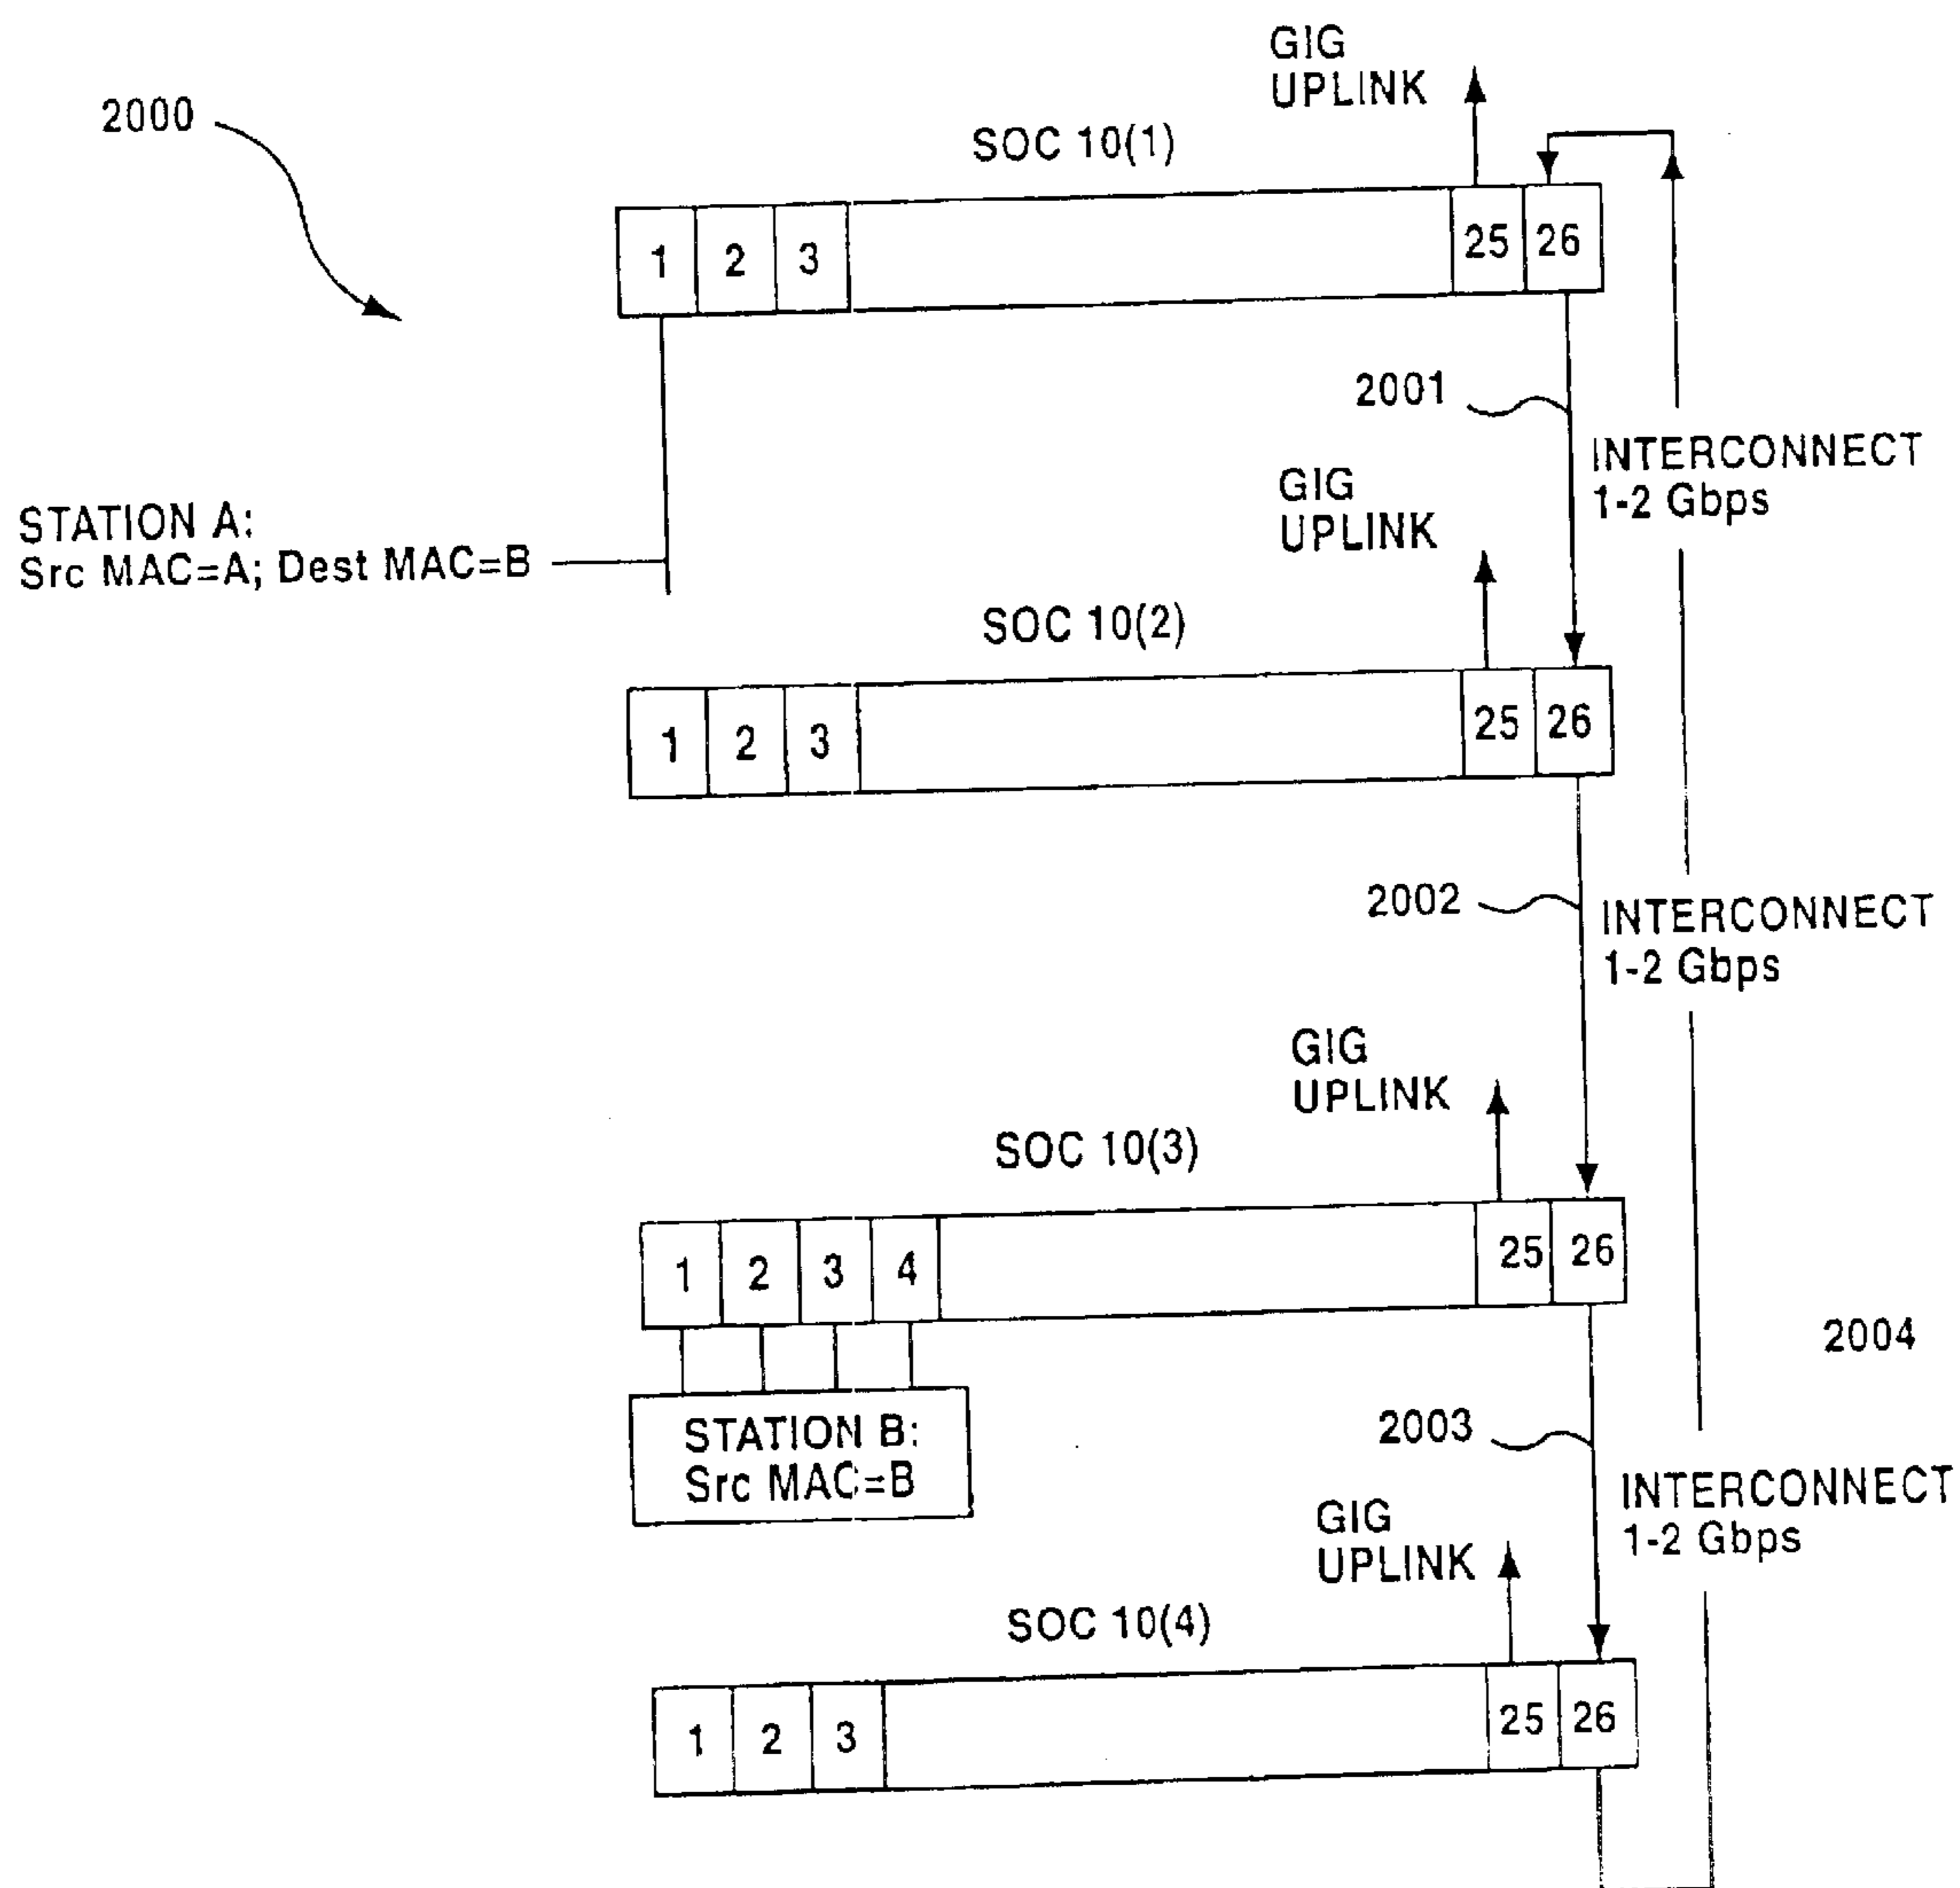 GIG
UPLINK
2000
SOC 10(1)
1 2 3 25 26
2001
INTERCONNECT
1-2 Gbps
GIG
UPLINK
STATION A:
Src MAC=A; Dest MAC=B
SOC 10(2)
1 2 3 25 26
2002
INTERCONNECT
1-2 Gbps
GIG
UPLINK
SOC 10(3)
1 2 3 4 25 26
2004
STATION B:
Src MAC=B
2003
INTERCONNECT
1-2 Gbps
GIG
UPLINK
SOC 10(4)
1 2 3 25 26